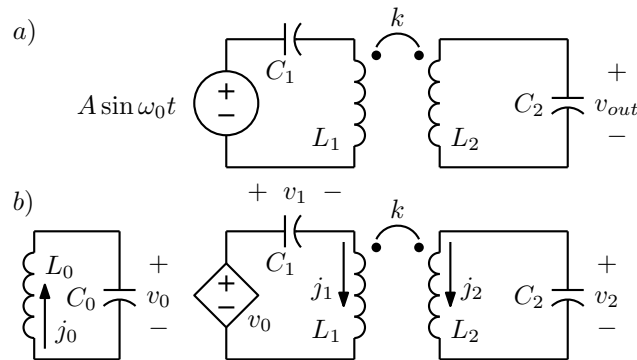 a)
C₁
k
+
−
A sin ω₀t
L₁
L₂
C₂
+
v_out
−
b)
+ v₁ −
C₁
k
L₀
j₀
C₀
+
v₀
−
+
−
v₀
j₁
L₁
j₂
L₂
C₂
+
v₂
−